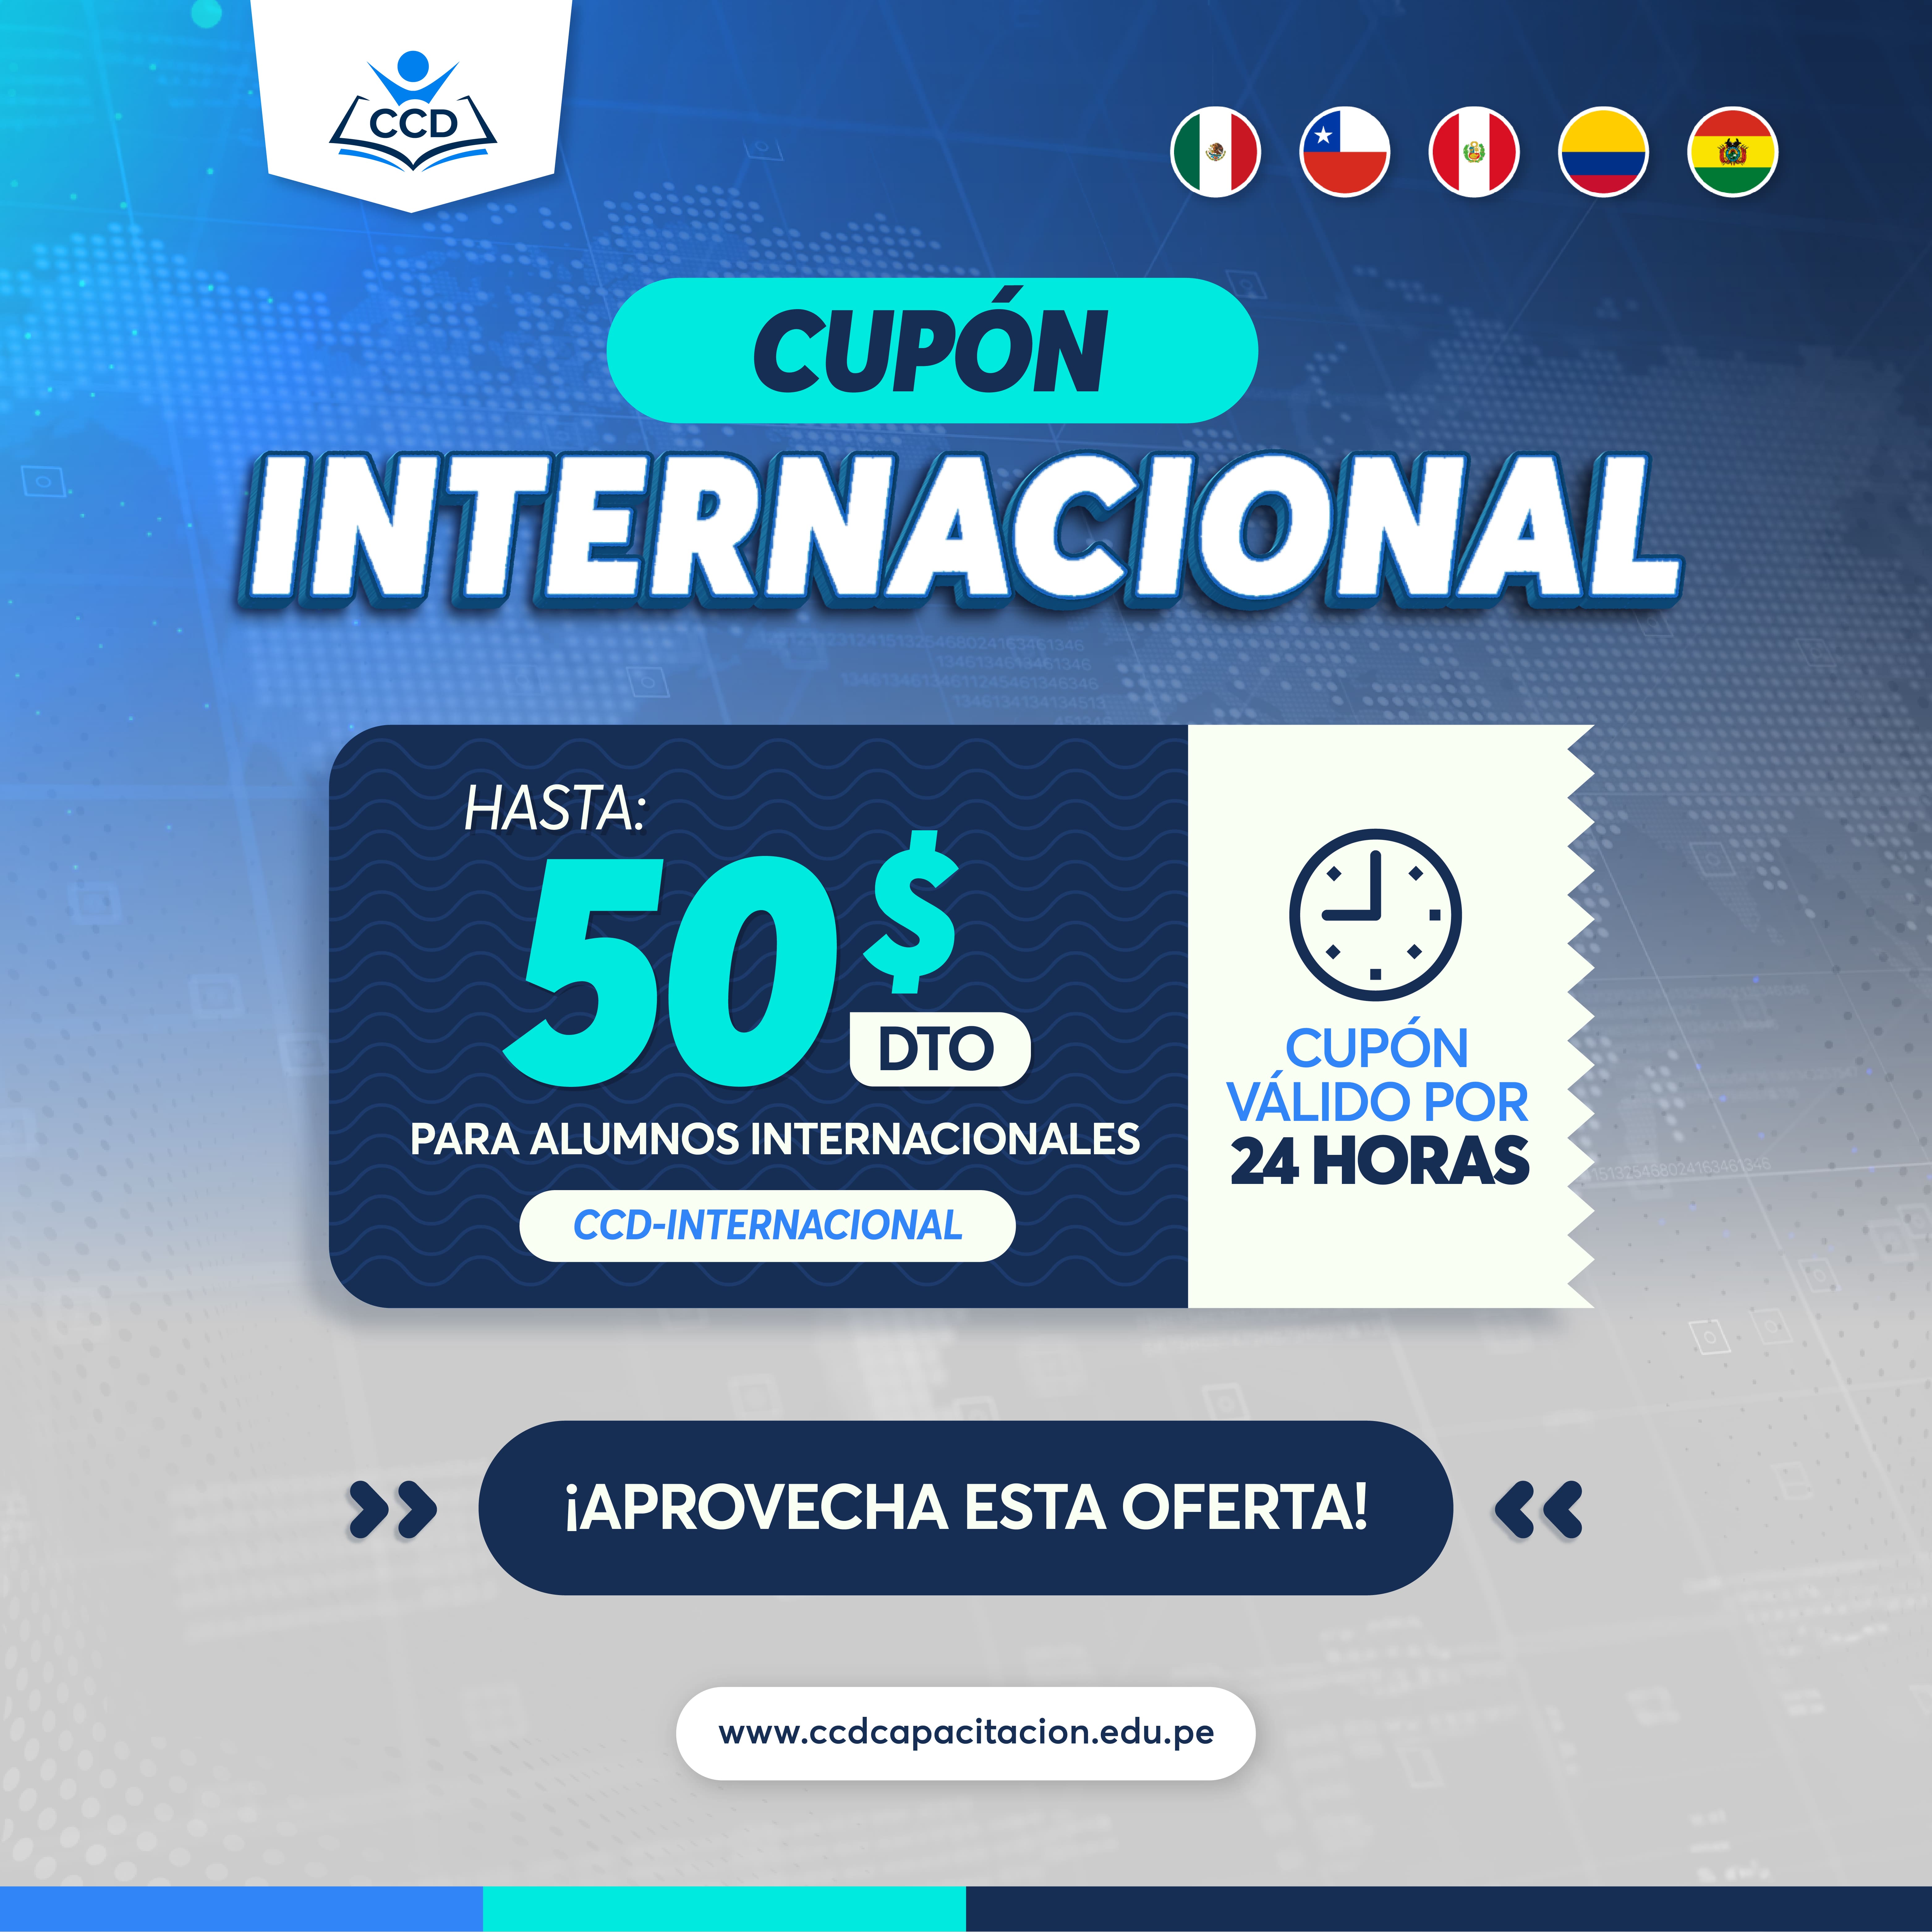 CCD
CUPÓN
INTERNACIONAL
HASTA:
50$
DTO
PARA ALUMNOS INTERNACIONALES
CCD-INTERNACIONAL
CUPÓN
VÁLIDO POR
24 HORAS
¡APROVECHA ESTA OFERTA!
www.ccdcapacitacion.edu.pe